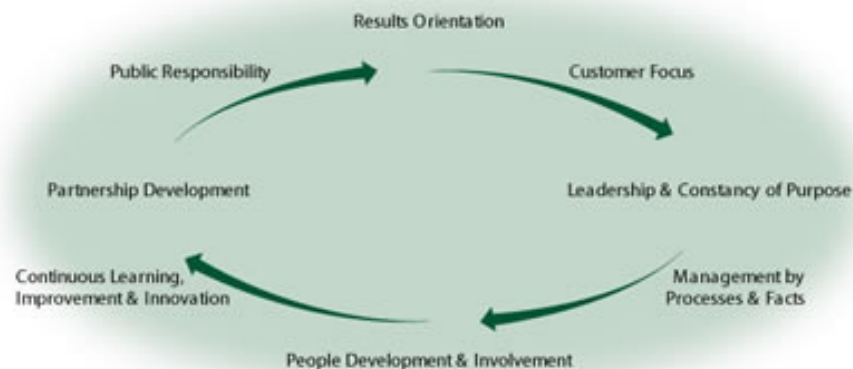 Results Orientation
Public Responsibility
Customer Focus
Partnership Development
Leadership & Constancy of Purpose
Continuous Learning,
Improvement & Innovation
Management by
Processes & Facts
People Development & Involvement